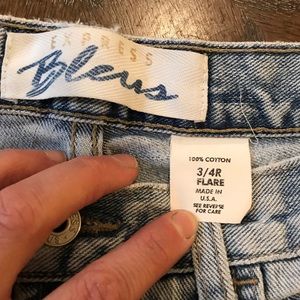 EXPRESS
Bleus
100% COTTON
3/4R
FLARE
MADE IN
U.S.A.
SEE REVERSE
FOR CARE